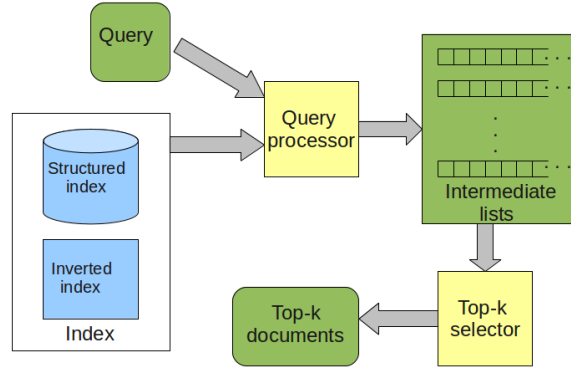 Query
Query
processor
Structured
index
Inverted
index
Index
. . .
. . .
.
.
.
. . .
Intermediate
lists
Top-k
documents
Top-k
selector